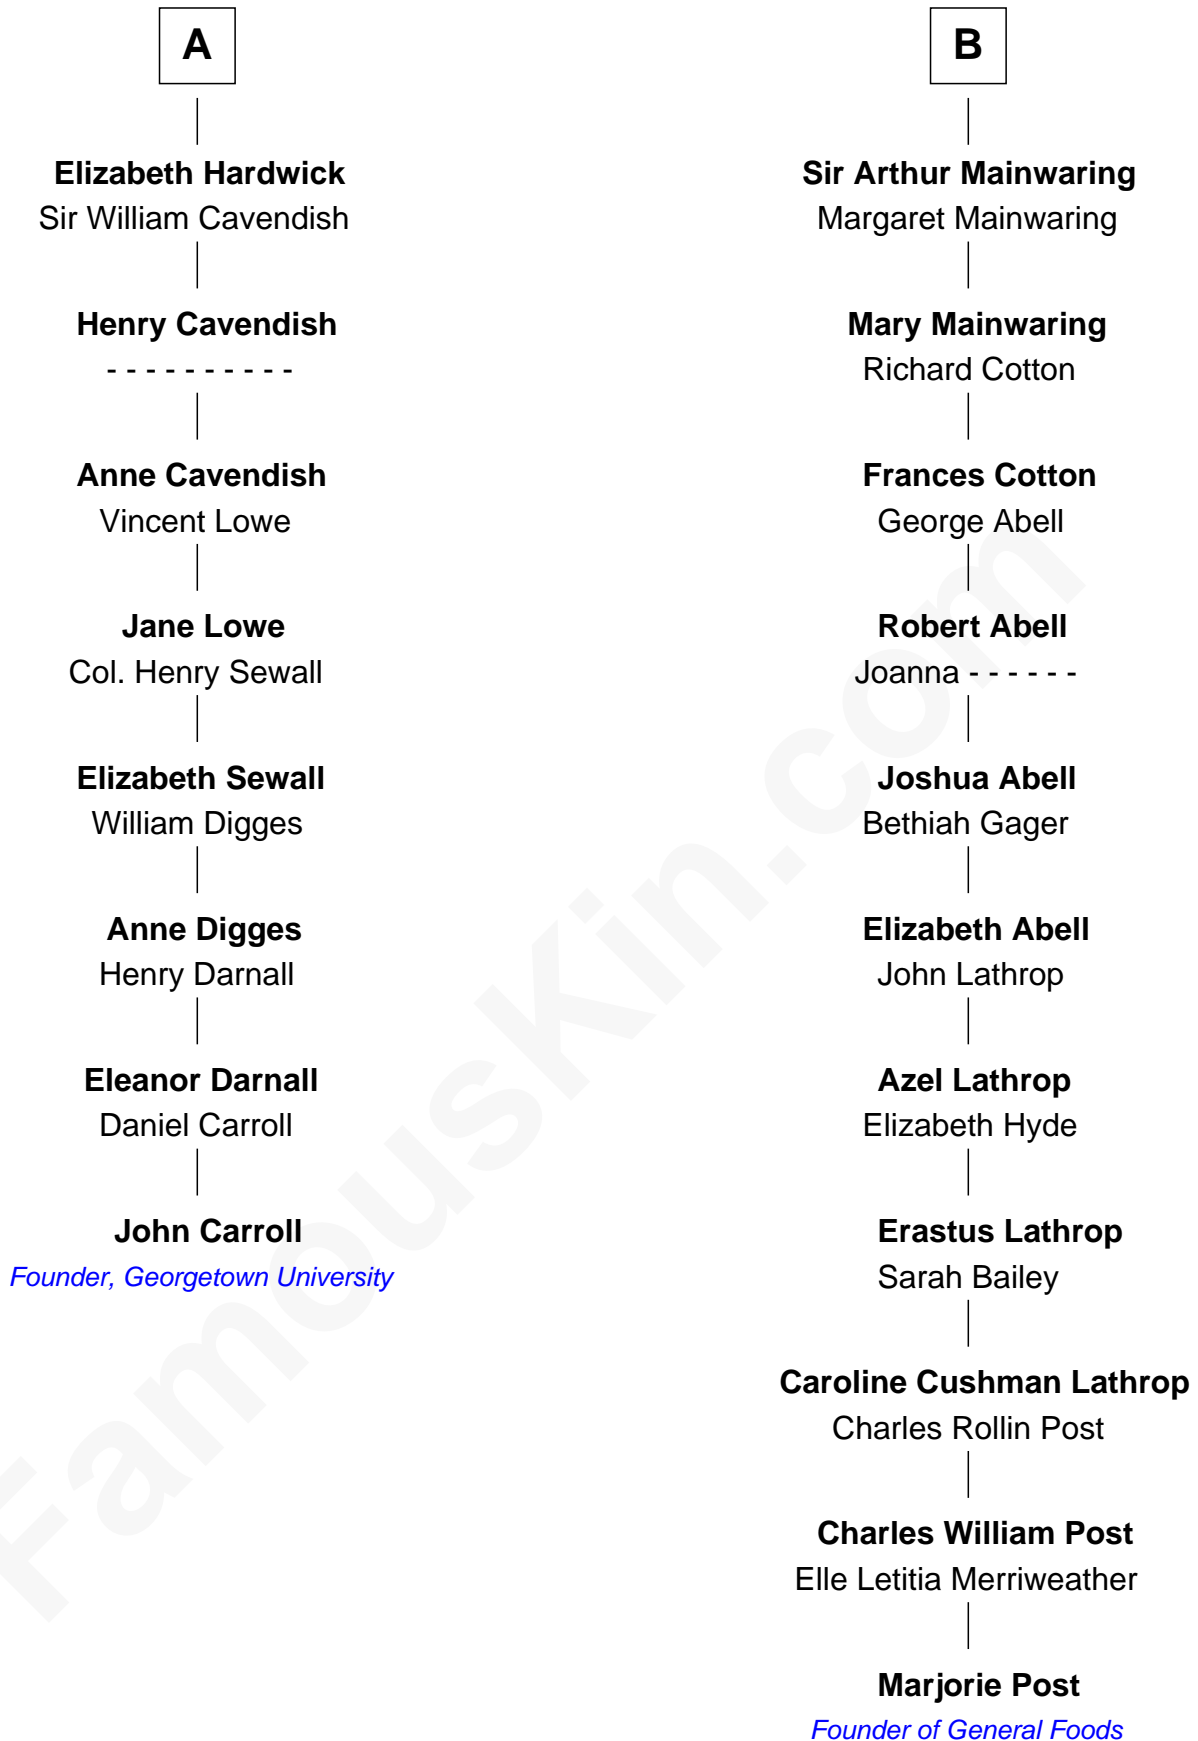 A
Elizabeth Hardwick
Sir William Cavendish
Henry Cavendish
- - - - - - - - - -
Anne Cavendish
Vincent Lowe
Jane Lowe
Col. Henry Sewall
Elizabeth Sewall
William Digges
Anne Digges
Henry Darnall
Eleanor Darnall
Daniel Carroll
John Carroll
Founder, Georgetown University
B
Sir Arthur Mainwaring
Margaret Mainwaring
Mary Mainwaring
Richard Cotton
Frances Cotton
George Abell
Robert Abell
Joanna - - - - - -
Joshua Abell
Bethiah Gager
Elizabeth Abell
John Lathrop
Azel Lathrop
Elizabeth Hyde
Erastus Lathrop
Sarah Bailey
Caroline Cushman Lathrop
Charles Rollin Post
Charles William Post
Elle Letitia Merriweather
Marjorie Post
Founder of General Foods
FamousKin.com